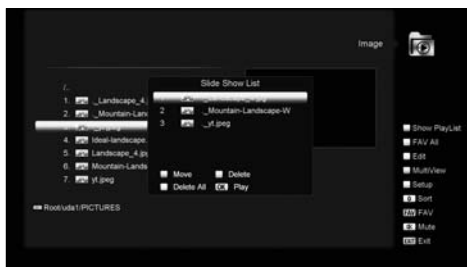 Image
Slide Show List
/..
1. ._Landscape_4.j
2. ._Mountain-Lan
4. Ideal-landscape.
5. Landscape_4.jp
6. Mountain-Lands
7. yt.jpeg
1
2 ._Mountain-Landscape-W
3 ._yt.jpeg
Move Delete
Delete All OK Play
Show PlayList
FAV All
Edit
MultiView
Setup
0 Sort
FAV FAV
Mute
EXIT Exit
Root/uda1/PICTURES